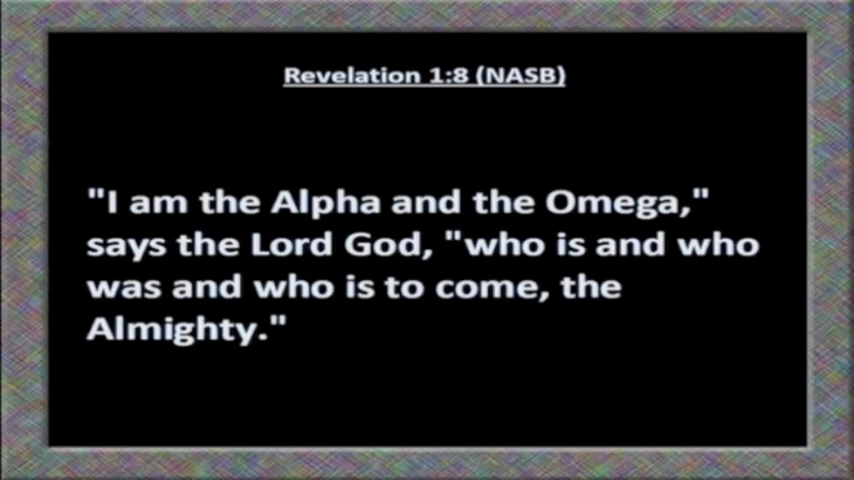 Revelation 1:8 (NASB)
"I am the Alpha and the Omega,"
says the Lord God, "who is and who
was and who is to come, the
Almighty."